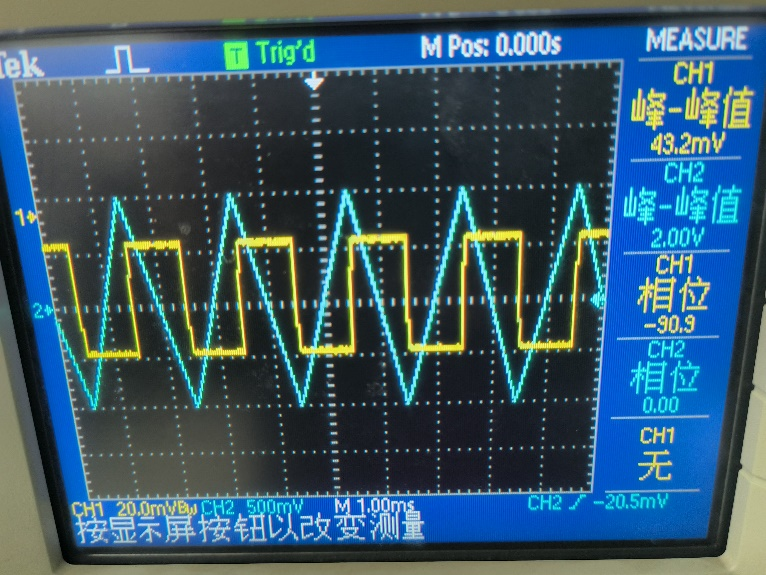 Tek T Trig'd M Pos: 0.000s MEASURE
CH1
峰-峰值
43.2mV
CH2
峰-峰值
2.00V
CH1
相位
-90.9
CH2
相位
0.00
CH1
无
1
2
CH1 20.0mVBw CH2 500mV M 1.00ms CH2 -20.5mV
按显示屏按钮以改变测量